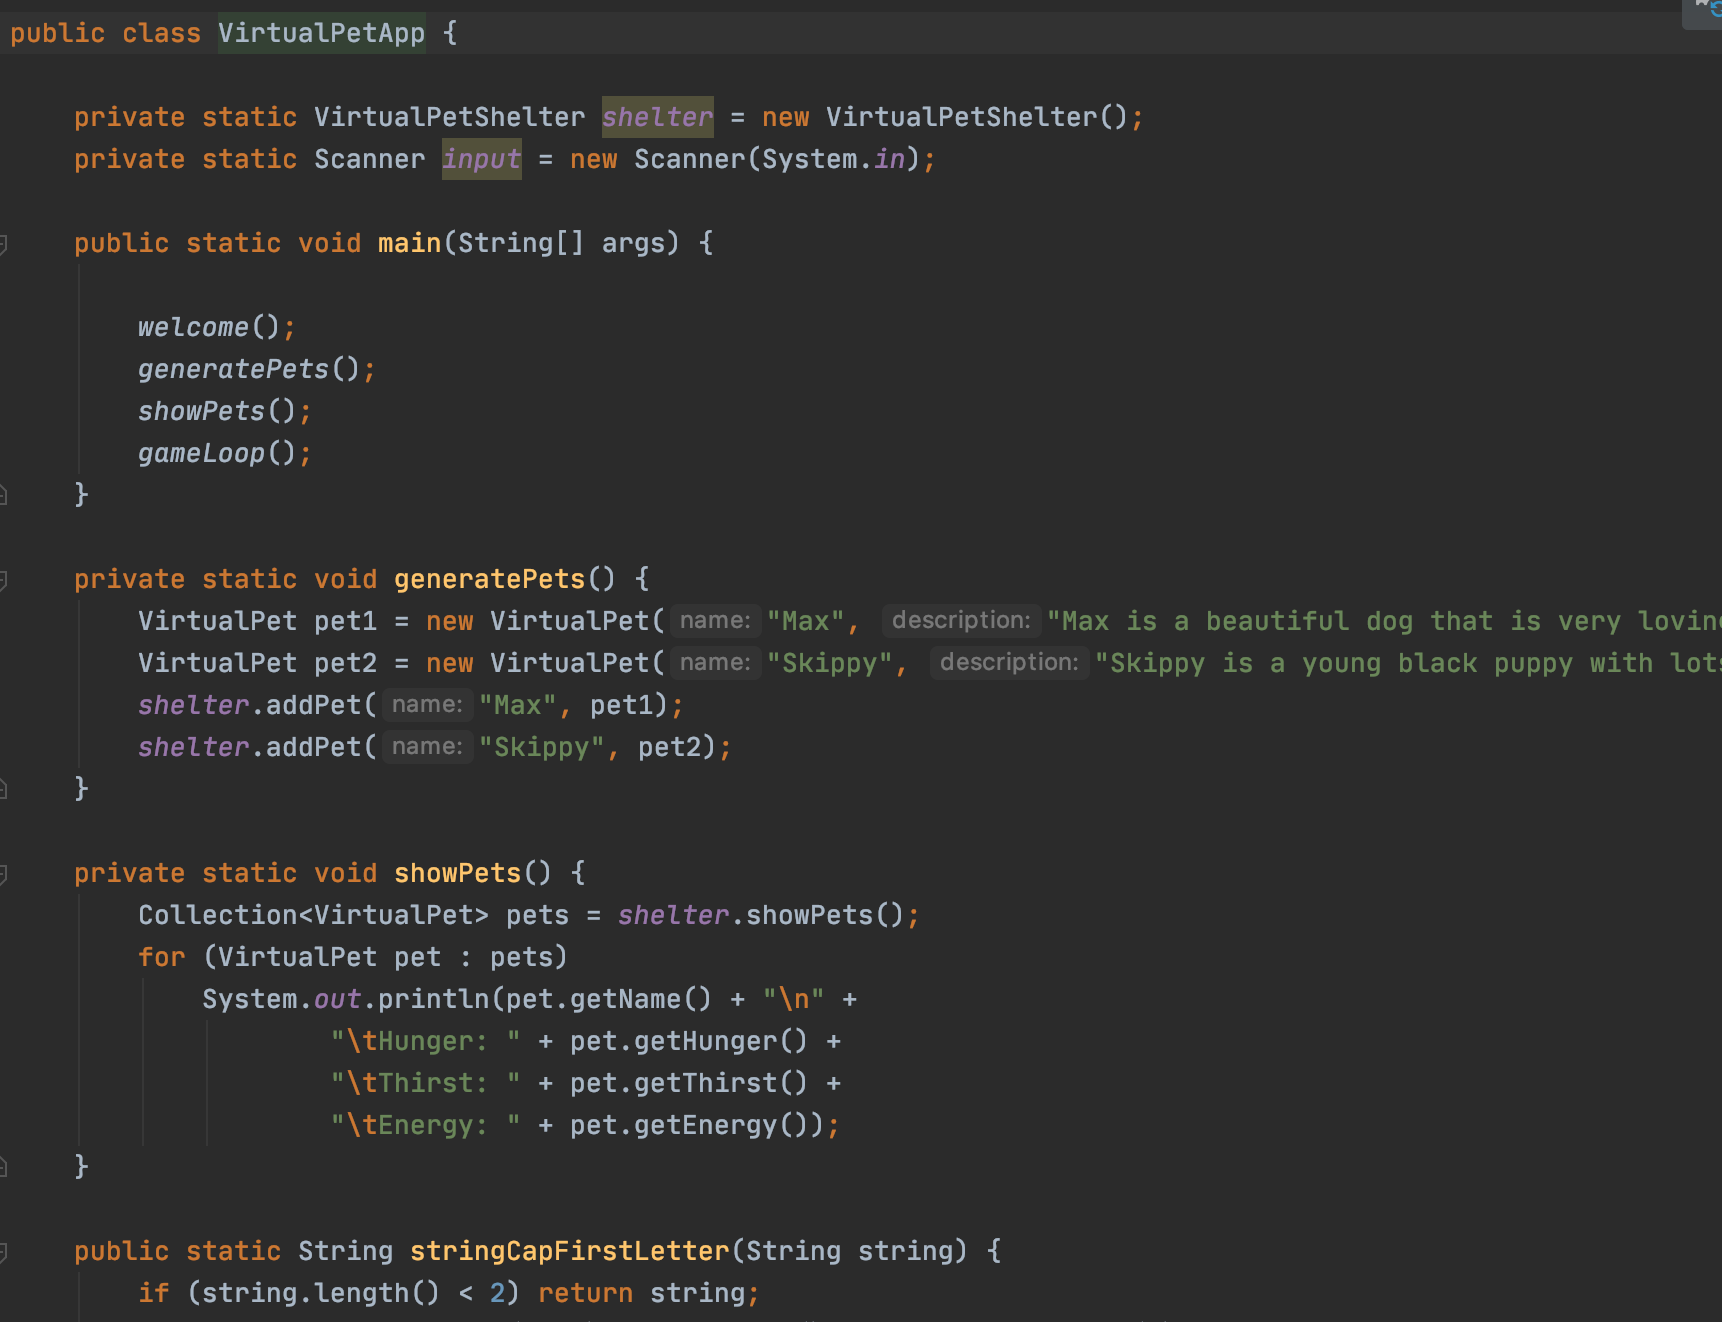 public class VirtualPetApp {
private static VirtualPetShelter shelter = new VirtualPetShelter();
private static Scanner input = new Scanner(System.in);
public static void main(String[] args) {
welcome();
generatePets();
showPets();
gameLoop();
}
private static void generatePets() {
VirtualPet pet1 = new VirtualPet( name: "Max", description: "Max is a beautiful dog that is very
VirtualPet pet2 = new VirtualPet( name: "Skippy", description: "Skippy is a young black puppy with
shelter.addPet( name: "Max", pet1);
shelter.addPet( name: "Skippy", pet2);
}
private static void showPets() {
Collection<VirtualPet> pets = shelter.showPets();
for (VirtualPet pet : pets)
System.out.println(pet.getName() + "\n" +
"\tHunger: " + pet.getHunger() +
"\tThirst: " + pet.getThirst() +
"\tEnergy: " + pet.getEnergy());
}
public static String stringCapFirstLetter(String string) {
if (string.length() < 2) return string;